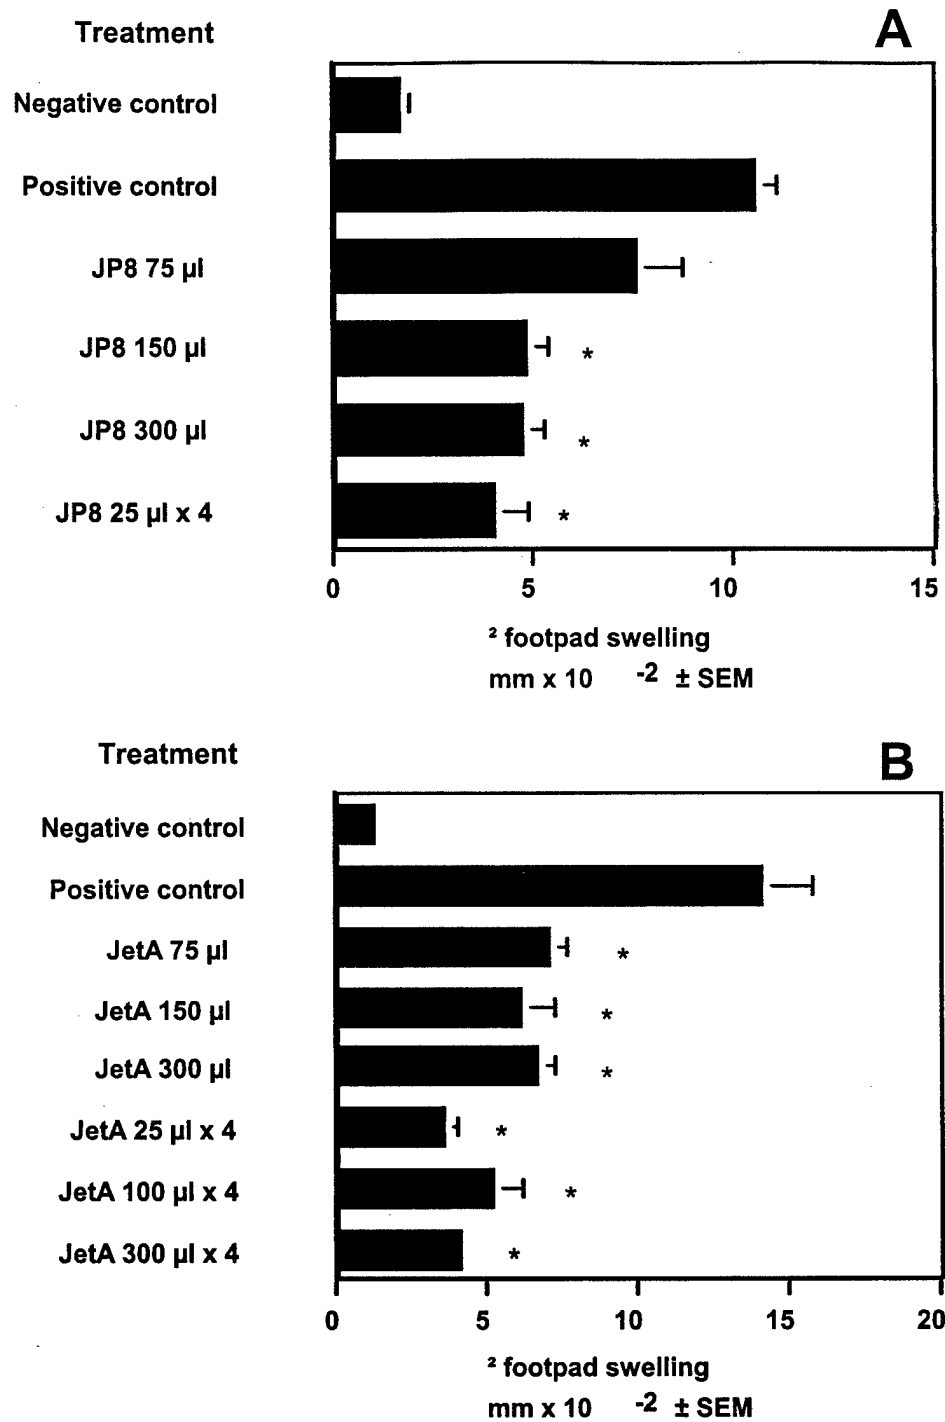 Treatment A
Negative control
Positive control
JP8 75 µl
JP8 150 µl *
JP8 300 µl *
JP8 25 µl x 4 *
0 5 10 15
² footpad swelling
mm x 10 -2 ± SEM
Treatment B
Negative control
Positive control
JetA 75 µl *
JetA 150 µl *
JetA 300 µl *
JetA 25 µl x 4 *
JetA 100 µl x 4 *
JetA 300 µl x 4 *
0 5 10 15 20
² footpad swelling
mm x 10 -2 ± SEM